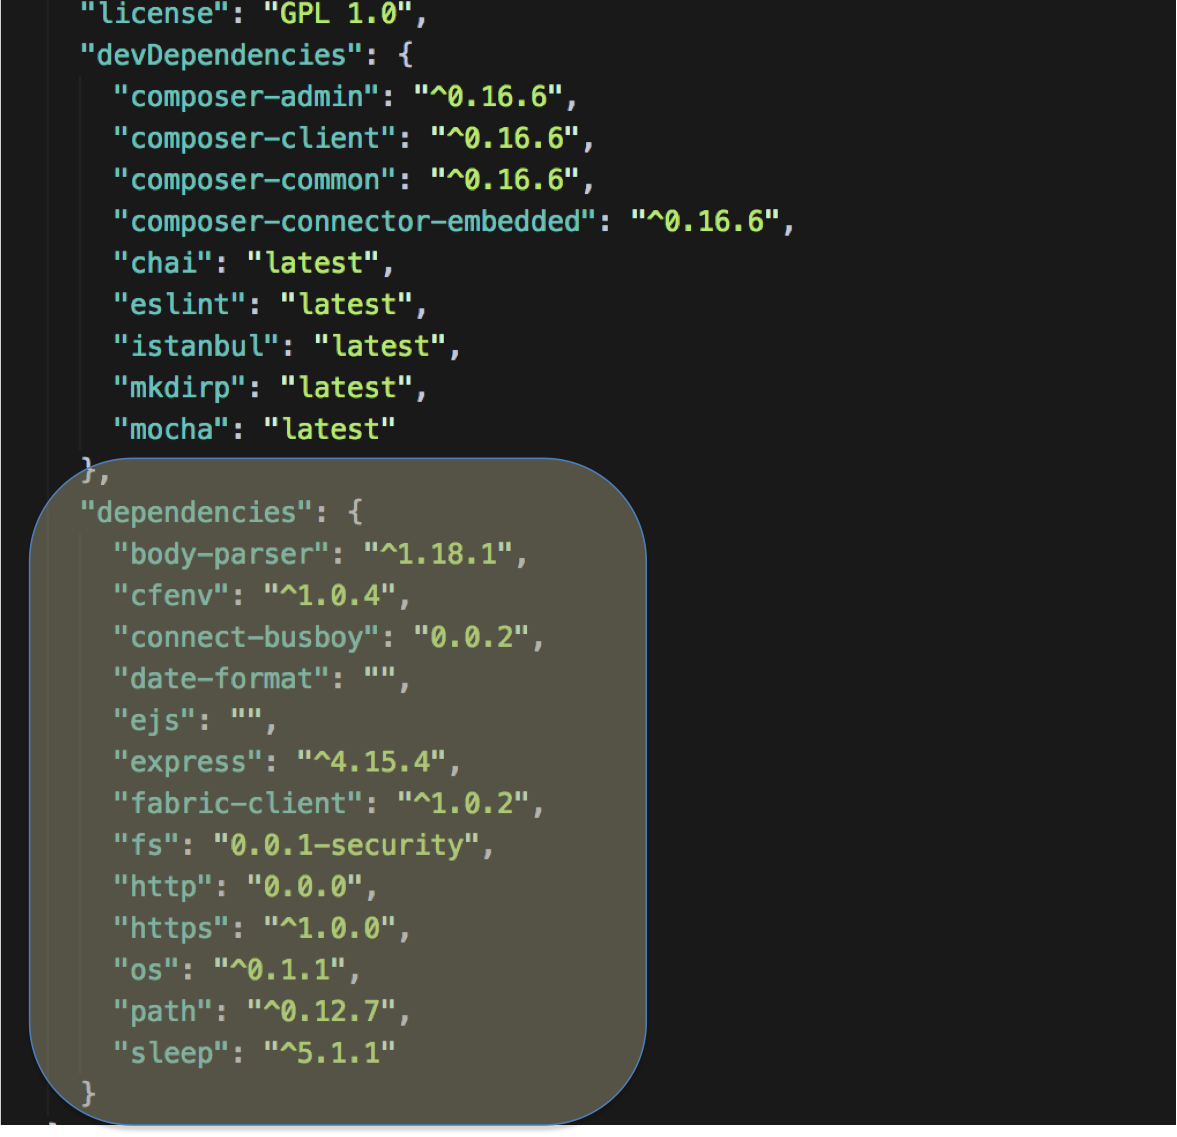 "license": "GPL 1.0",
"devDependencies": {
"composer-admin": "^0.16.6",
"composer-client": "^0.16.6",
"composer-common": "^0.16.6",
"composer-connector-embedded": "^0.16.6",
"chai": "latest",
"eslint": "latest",
"istanbul": "latest",
"mkdirp": "latest",
"mocha": "latest"
},
"dependencies": {
"body-parser": "^1.18.1",
"cfenv": "^1.0.4",
"connect-busboy": "0.0.2",
"date-format": "",
"ejs": "",
"express": "^4.15.4",
"fabric-client": "^1.0.2",
"fs": "0.0.1-security",
"http": "0.0.0",
"https": "^1.0.0",
"os": "^0.1.1",
"path": "^0.12.7",
"sleep": "^5.1.1"
}